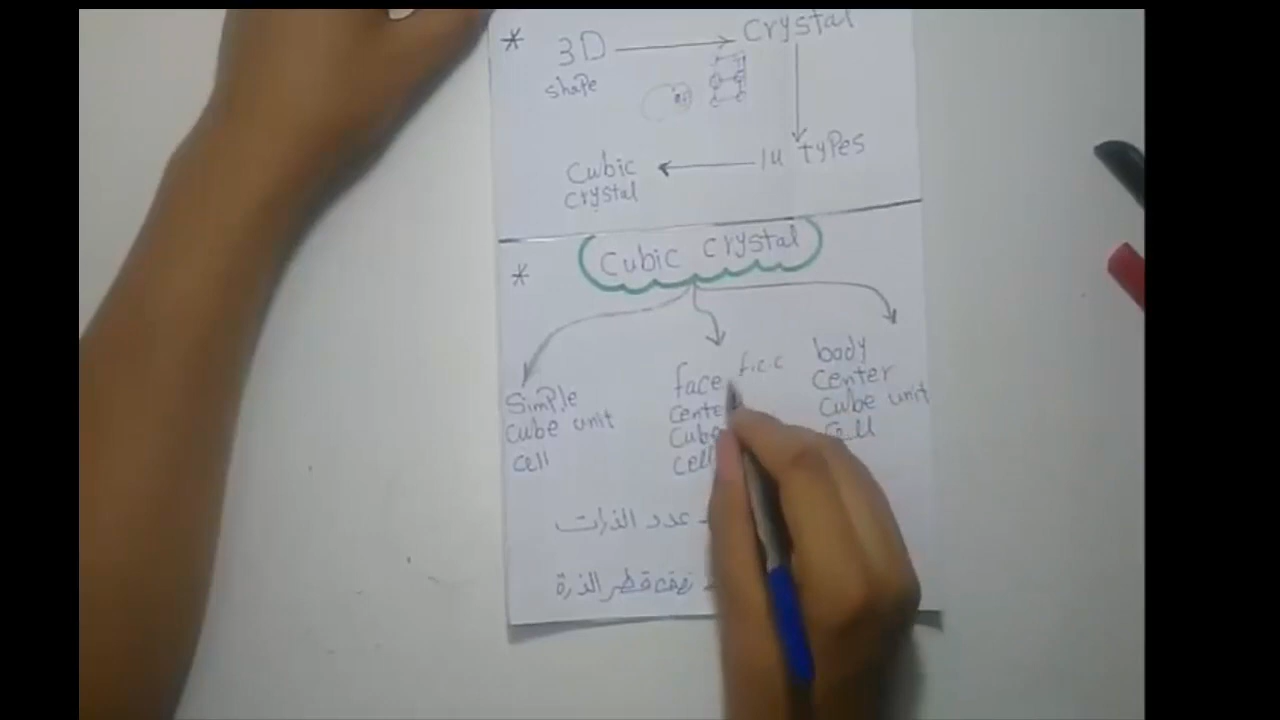 * 3D Crystal
shape
14 types
Cubic
crystal
* Cubic crystal
Simple
cube unit
cell
face f.c.c
cente
Cube
cell
body
center
cube unit
cell
عدد الذرات
نصف قطر الذرة